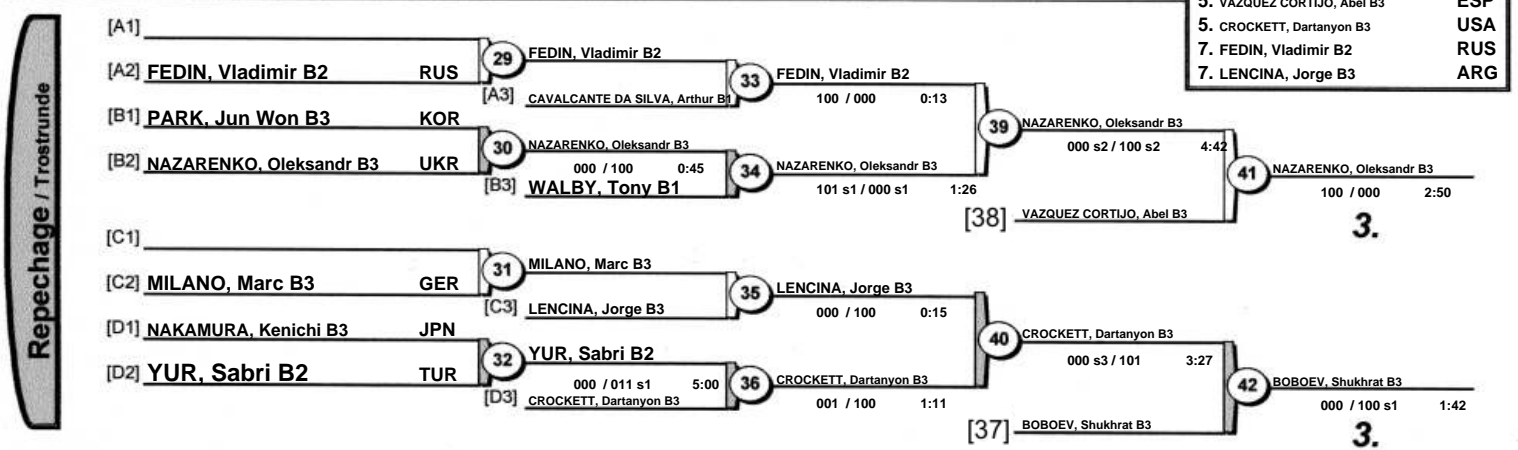 5. VAZQUEZ CORTIJO, Abel B3 ESP
5. CROCKETT, Dartanyon B3 USA
7. FEDIN, Vladimir B2 RUS
7. LENCINA, Jorge B3 ARG
Repechage / Trostrunde
[A1]
[A2] FEDIN, Vladimir B2 RUS
29
FEDIN, Vladimir B2
[A3] CAVALCANTE DA SILVA, Arthur B1
33
FEDIN, Vladimir B2
100 / 000 0:13
[B1] PARK, Jun Won B3 KOR
[B2] NAZARENKO, Oleksandr B3 UKR
30
NAZARENKO, Oleksandr B3
000 / 100 0:45
[B3] WALBY, Tony B1
34
NAZARENKO, Oleksandr B3
101 s1 / 000 s1 1:26
39
NAZARENKO, Oleksandr B3
000 s2 / 100 s2 4:42
[38] VAZQUEZ CORTIJO, Abel B3
41
NAZARENKO, Oleksandr B3
100 / 000 2:50
3.
[C1]
[C2] MILANO, Marc B3 GER
31
MILANO, Marc B3
[C3] LENCINA, Jorge B3
35
LENCINA, Jorge B3
000 / 100 0:15
[D1] NAKAMURA, Kenichi B3 JPN
[D2] YUR, Sabri B2 TUR
32
YUR, Sabri B2
000 / 011 s1 5:00
[D3] CROCKETT, Dartanyon B3
36
CROCKETT, Dartanyon B3
001 / 100 1:11
40
CROCKETT, Dartanyon B3
000 s3 / 101 3:27
[37] BOBOEV, Shukhrat B3
42
BOBOEV, Shukhrat B3
000 / 100 s1 1:42
3.